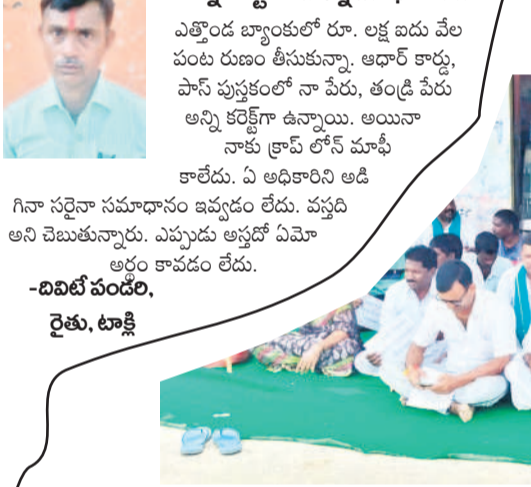 ఎత్తొండ బ్యాంకులో రూ. లక్ష ఐదు వేల
పంట రుణం తీసుకున్నా. ఆధార్ కార్డు,
పాస్ పుస్తకంలో నా పేరు, తండ్రి పేరు
అన్ని కరెక్ట్‌గా ఉన్నాయి. అయినా
నాకు క్రాప్ లోన్ మాఫీ
కాలేదు. ఏ అధికారిని అడి
గినా సరైనా సమాధానం ఇవ్వడం లేదు. వస్తది
అని చెబుతున్నారు. ఎప్పుడు అస్తదో ఏమో
అర్థం కావడం లేదు.
-దివిటే పండరి,
రైతు, టాక్లి